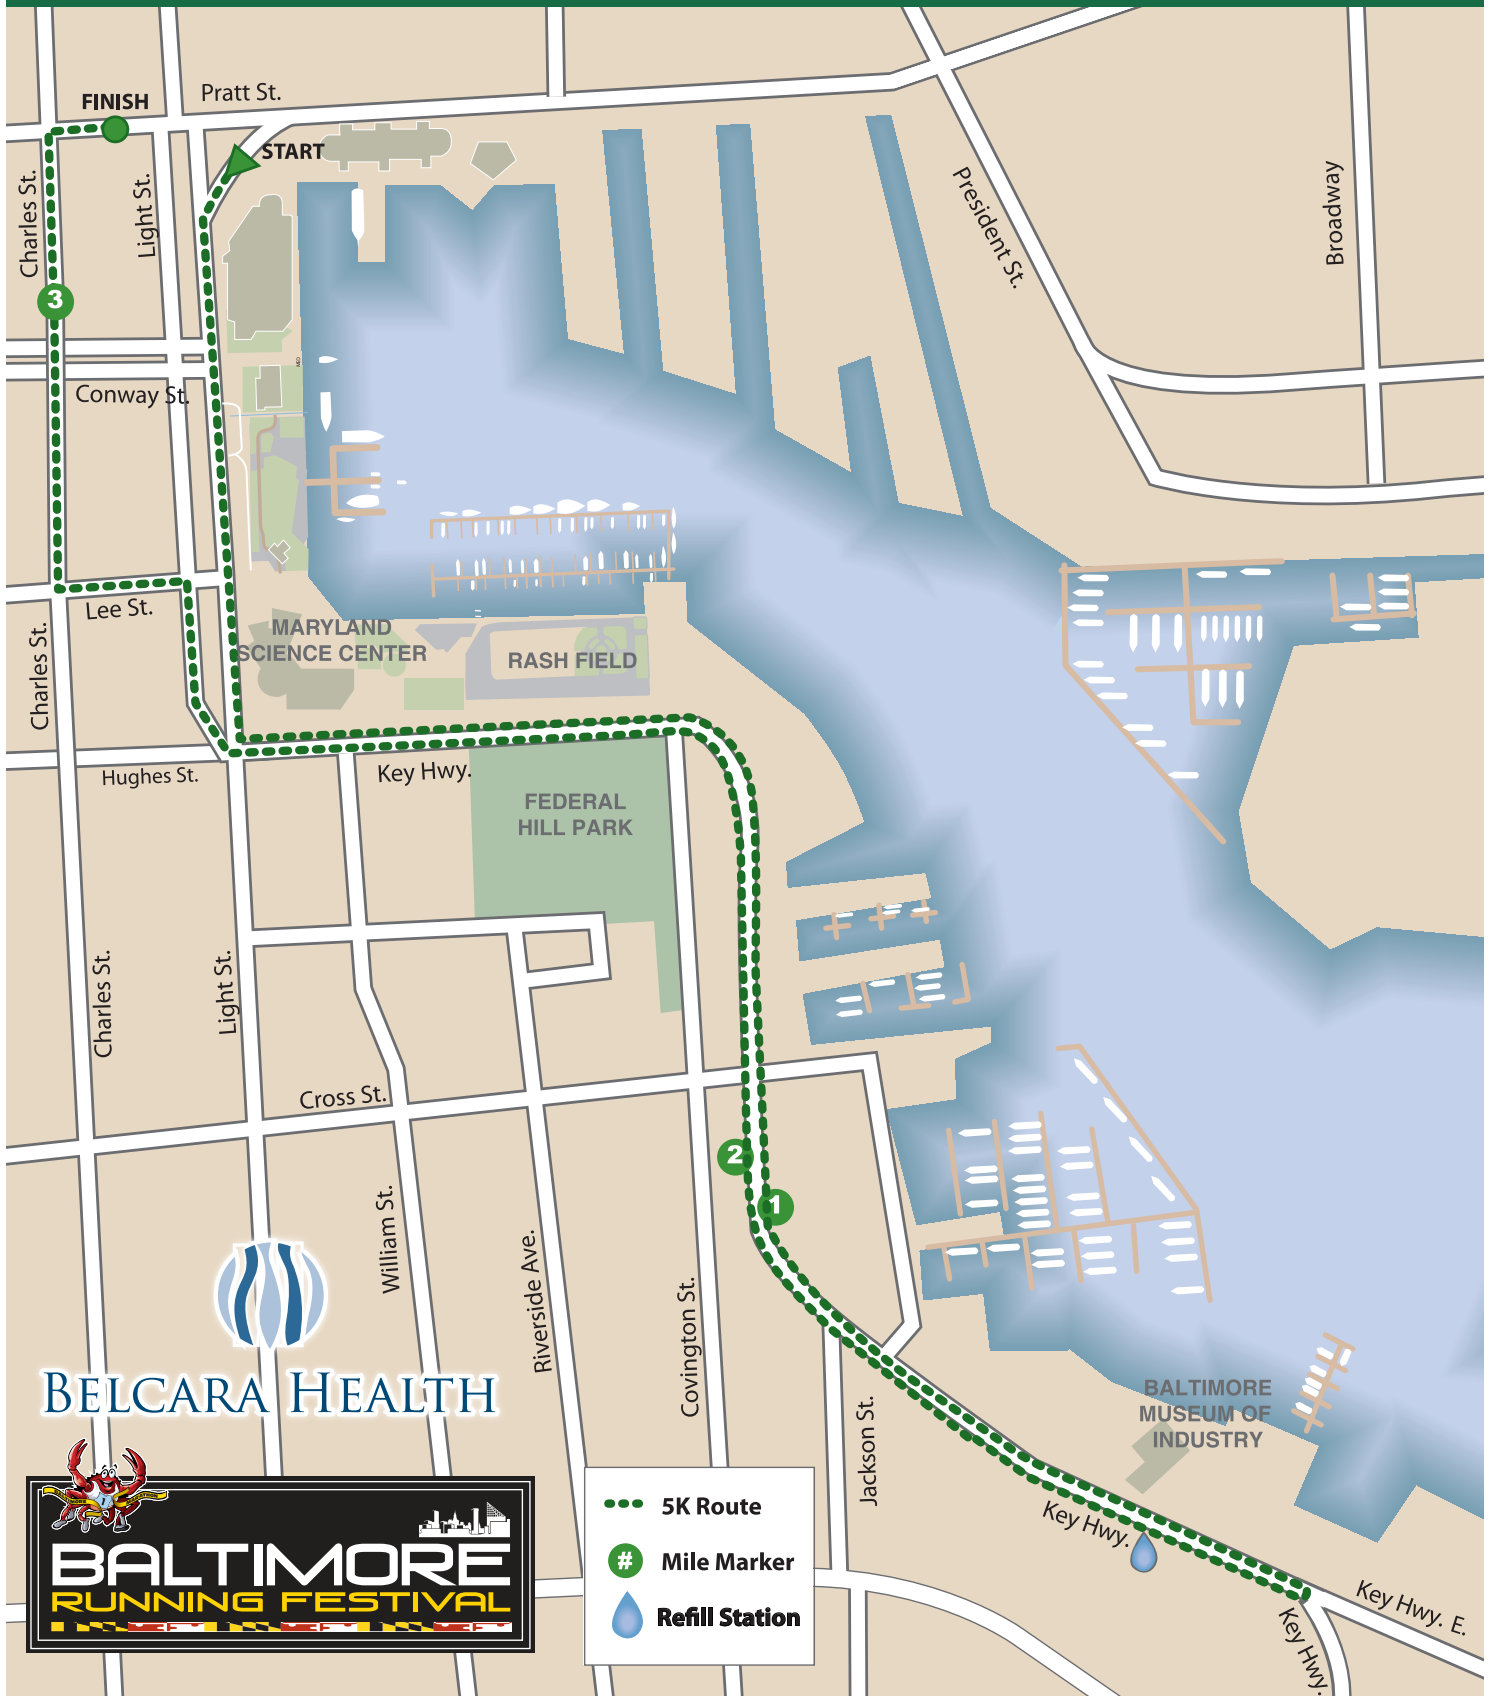 Pratt St.
FINISH
START
Charles St.
Light St.
President St.
Broadway
3
Conway St.
Lee St.
MARYLAND
SCIENCE CENTER
RASH FIELD
Charles St.
Hughes St.
Key Hwy.
FEDERAL
HILL PARK
Charles St.
Light St.
Cross St.
2
1
William St.
Riverside Ave.
Covington St.
Jackson St.
BELCARA HEALTH
BALTIMORE
MUSEUM OF
INDUSTRY
Key Hwy.
Key Hwy. E.
Key Hwy.
BALTIMORE
RUNNING FESTIVAL
5K Route
# Mile Marker
Refill Station